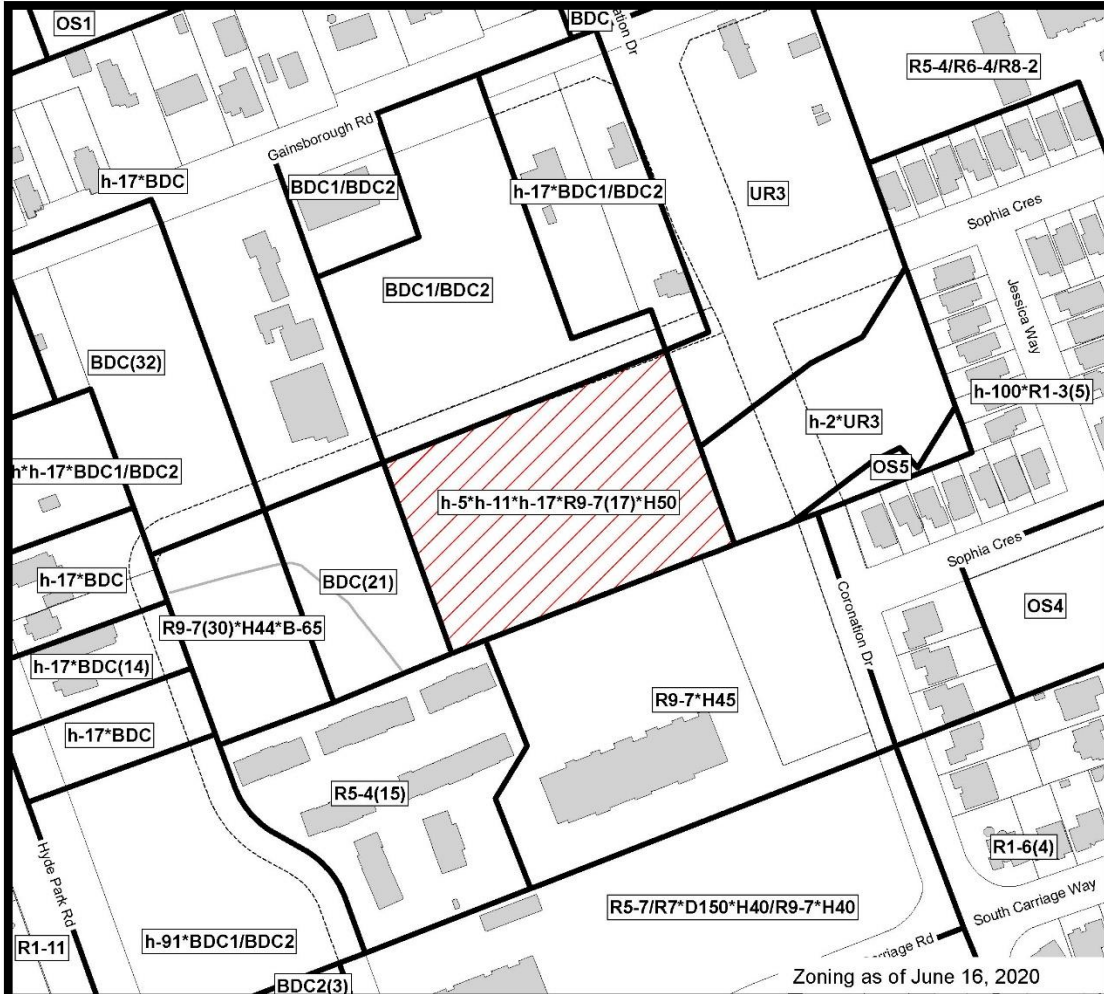 OS1
BDC
ation Dr
R5-4/R6-4/R8-2
Gainsborough Rd
h-17*BDC
BDC1/BDC2
h-17*BDC1/BDC2
UR3
Sophia Cres
BDC1/BDC2
Jessica Way
BDC(32)
h-100*R1-3(5)
h-2*UR3
OS5
h*h-17*BDC1/BDC2
h-5*h-11*h-17*R9-7(17)*H50
Sophia Cres
h-17*BDC
BDC(21)
OS4
R9-7(30)*H44*B-65
Coronation Dr
h-17*BDC(14)
R9-7*H45
h-17*BDC
R5-4(15)
Hyde Park Rd
R1-6(4)
R5-7/R7*D150*H40/R9-7*H40
South Carriage Way
R1-11
h-91*BDC1/BDC2
arriage Rd
BDC2(3)
Zoning as of June 16, 2020